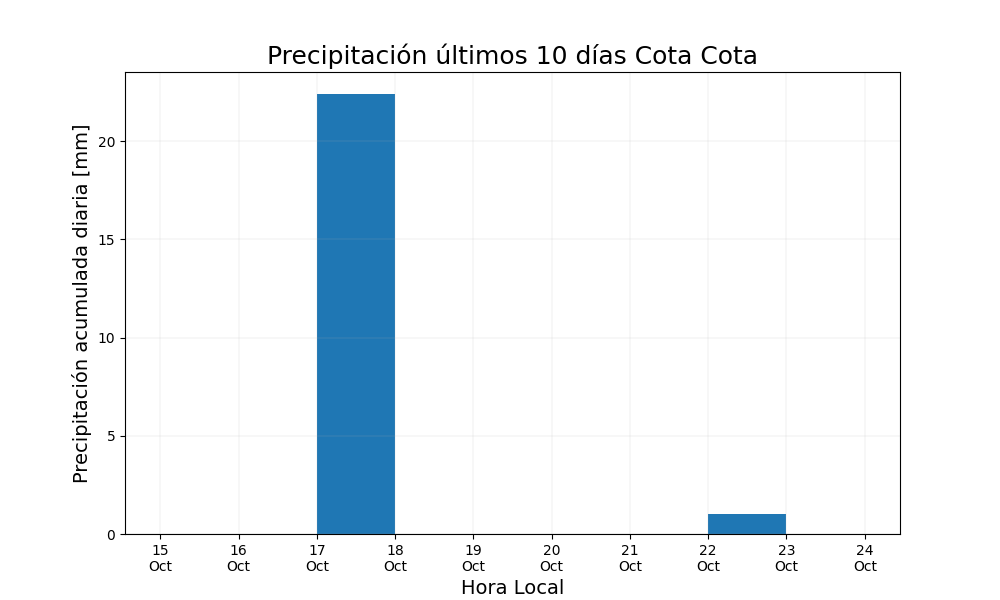 Precipitación últimos 10 días Cota Cota
Precipitación acumulada diaria [mm]
20
15
10
5
0
15 16 17 18 19 20 21 22 23 24
Oct Oct Oct Oct Oct Oct Oct Oct Oct Oct
Hora Local